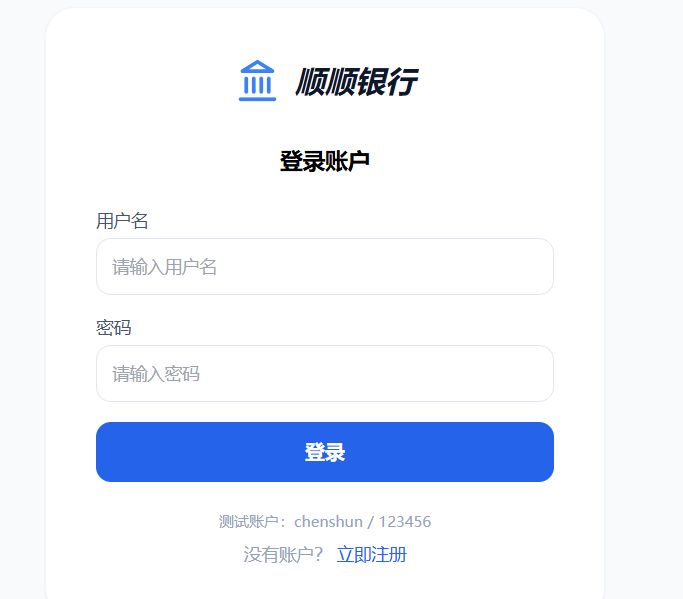 顺顺银行
登录账户
用户名
请输入用户名
密码
请输入密码
登录
测试账户：chenshun / 123456
没有账户？ 立即注册